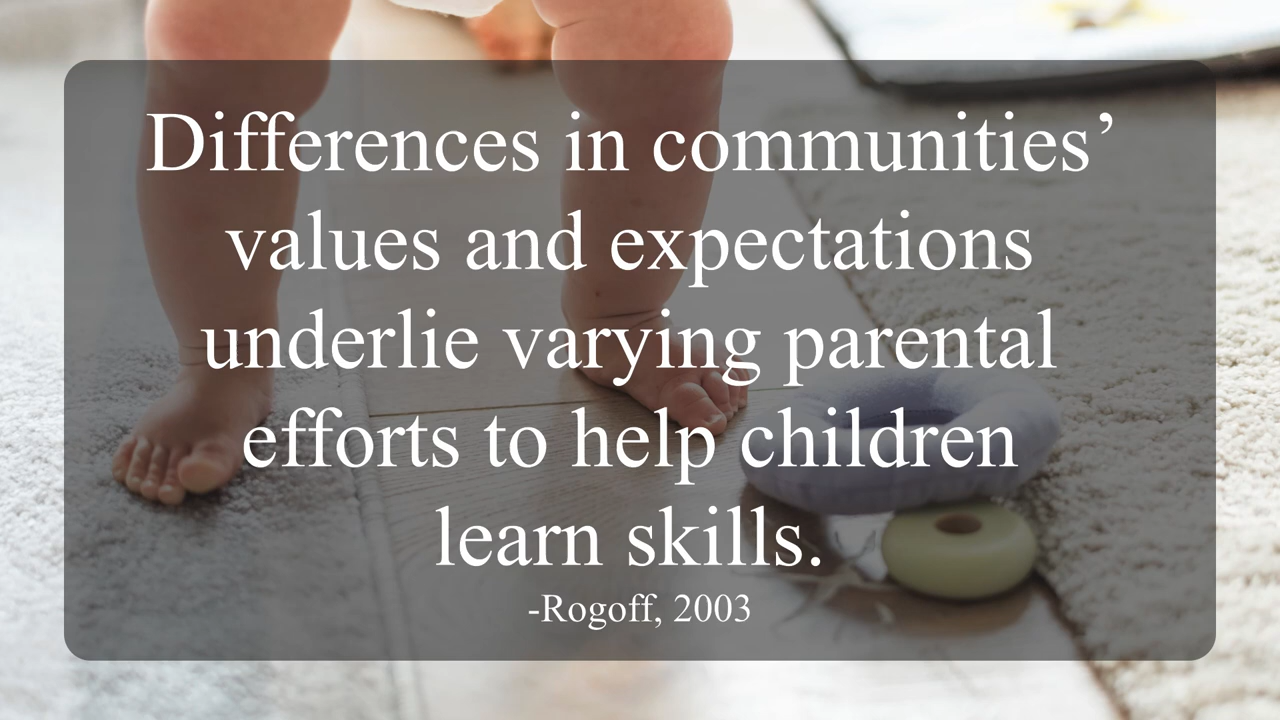 Differences in communities’
values and expectations
underlie varying parental
efforts to help children
learn skills.
-Rogoff, 2003